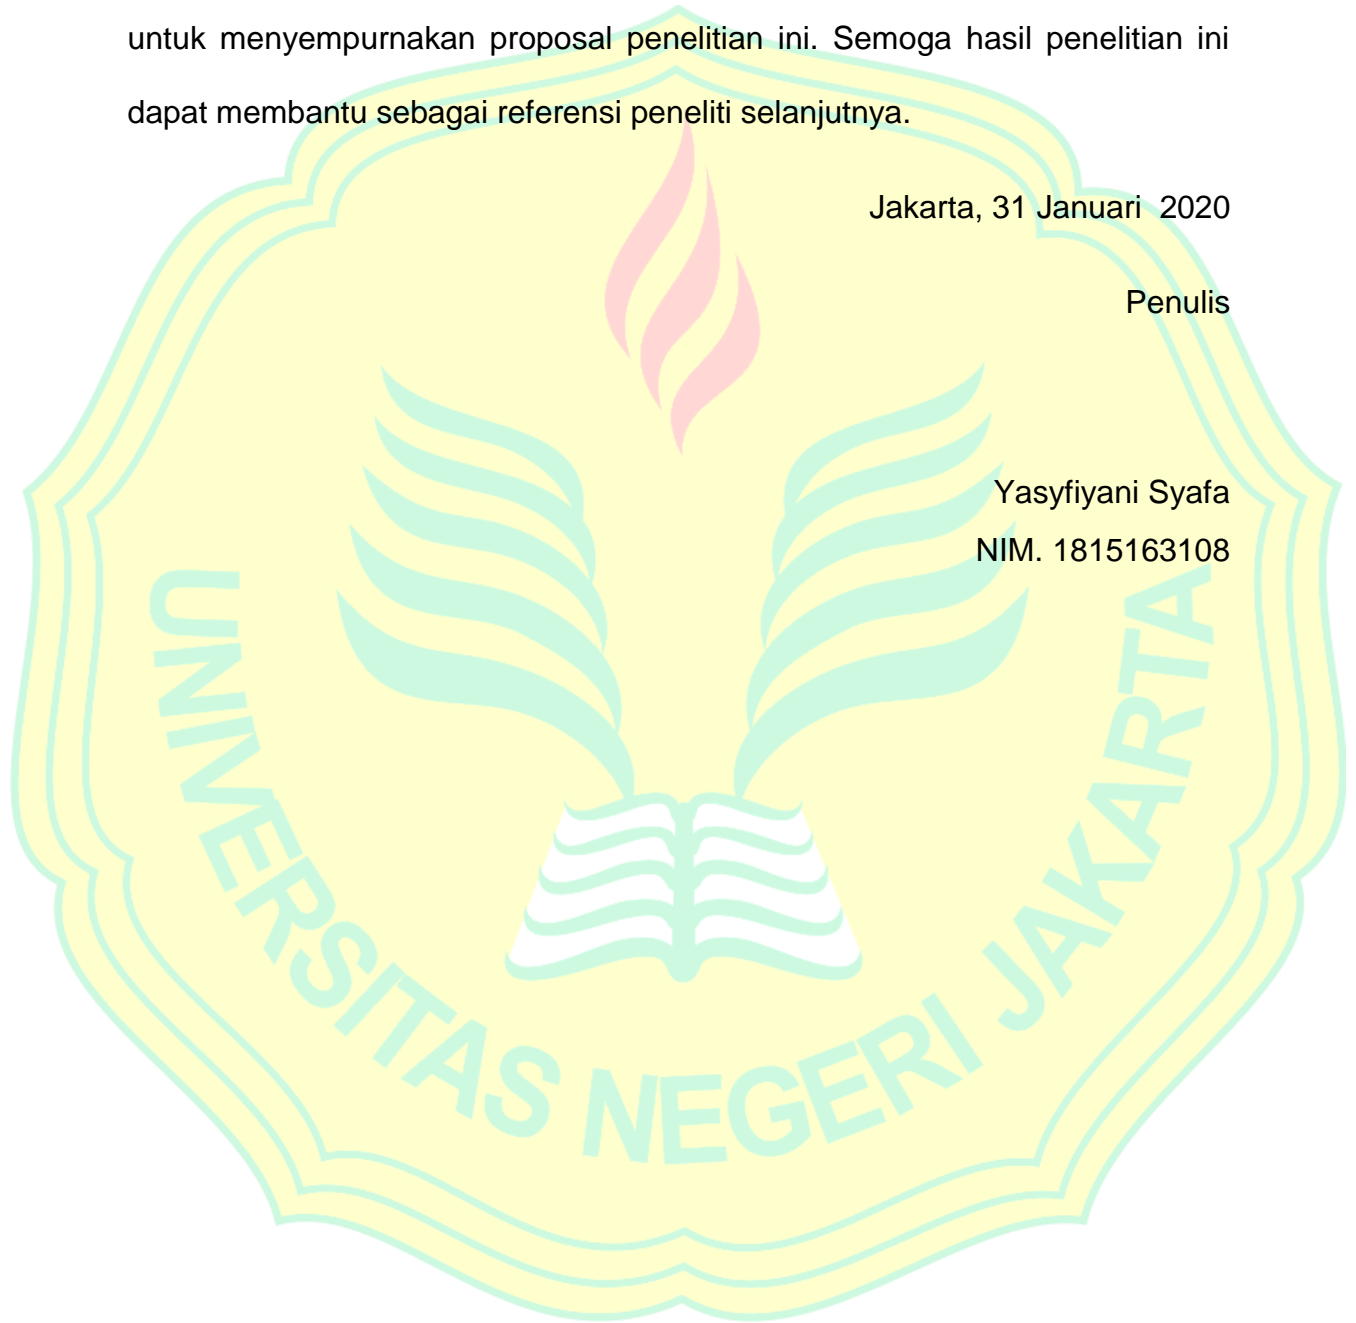 untuk menyempurnakan proposal penelitian ini. Semoga hasil penelitian ini
dapat membantu sebagai referensi peneliti selanjutnya.
Jakarta, 31 Januari  2020
Penulis
Yasyfiyani Syafa
NIM. 1815163108
UNIVERSITAS NEGERI JAKARTA